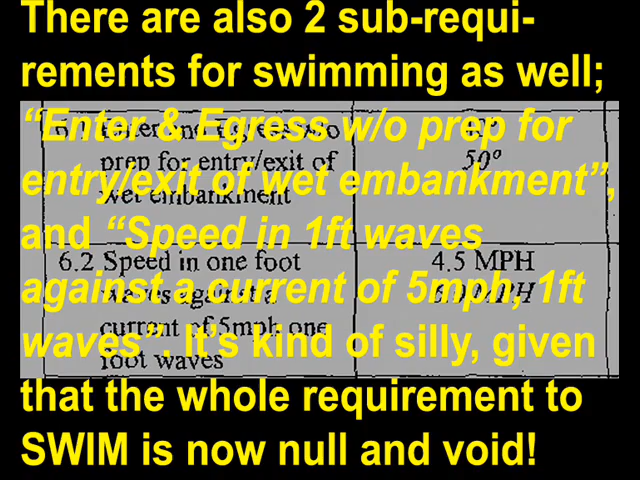 There are also 2 sub-requi-
rements for swimming as well;
“Enter & Egress w/o prep for
entry/exit of wet embankment”,
and “Speed in 1ft waves
against a current of 5mph, 1ft
waves”. It’s kind of silly, given
that the whole requirement to
SWIM is now null and void!
prep for entry/exit of
50º
wet embankment
6.2 Speed in one foot
4.5 MPH
waves against a
current of 5mph one
foot waves